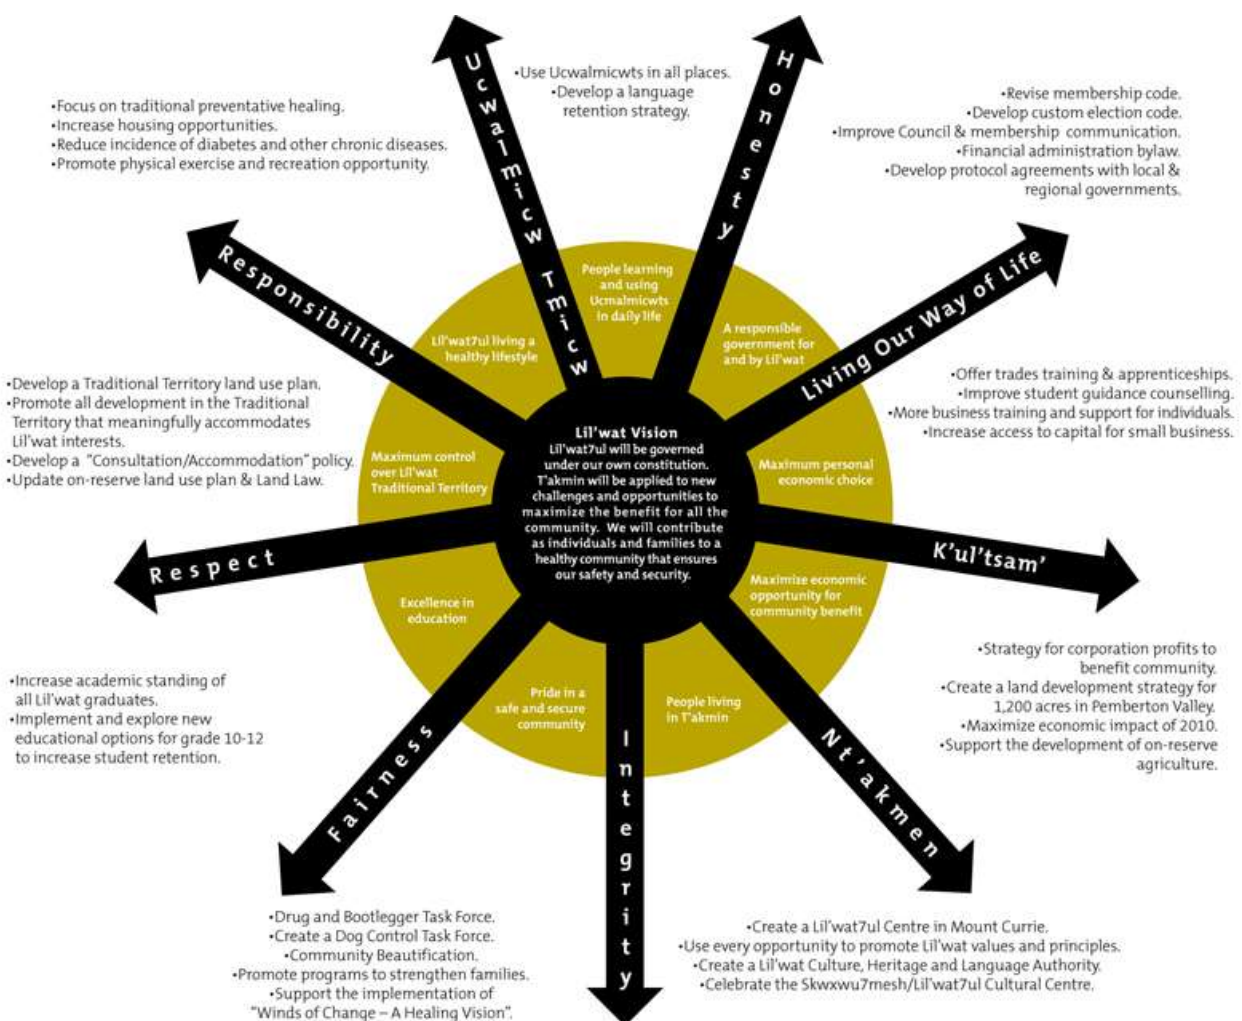 •Use Ucwalmicwts in all places.
•Develop a language
retention strategy.
•Focus on traditional preventative healing.
•Increase housing opportunities.
•Reduce incidence of diabetes and other chronic diseases.
•Promote physical exercise and recreation opportunity.
•Revise membership code.
•Develop custom election code.
•Improve Council & membership communication.
•Financial administration bylaw.
•Develop protocol agreements with local &
regional governments.
Ucwalmicw Tmicw
Honesty
Responsibility
Living Our Way of Life
People learning
and using
Ucmalmicwts
in daily life
Lil'wat7ul living a
healthy lifestyle
A responsible
government for
and by Lil'wat
•Develop a Traditional Territory land use plan.
•Promote all development in the Traditional
Territory that meaningfully accommodates
Lil'wat interests.
•Develop a "Consultation/Accommodation" policy.
•Update on-reserve land use plan & Land Law.
•Offer trades training & apprenticeships.
•Improve student guidance counselling.
•More business training and support for individuals.
•Increase access to capital for small business.
Maximum control
over Lil'wat
Traditional Territory
Lil'wat Vision
Lil'wat7ul will be governed
under our own constitution.
T'akmin will be applied to new
challenges and opportunities to
maximize the benefit for all the
community. We will contribute
as individuals and families to a
healthy community that ensures
our safety and security.
Maximum personal
economic choice
Respect
K'ul'tsam'
Excellence in
education
Maximize economic
opportunity for
community benefit
Pride in a
safe and secure
community
People living
in T'akmin
•Increase academic standing of
all Lil'wat graduates.
•Implement and explore new
educational options for grade 10-12
to increase student retention.
•Strategy for corporation profits to
benefit community.
•Create a land development strategy for
1,200 acres in Pemberton Valley.
•Maximize economic impact of 2010.
•Support the development of on-reserve
agriculture.
Fairness
Integrity
Nt'akmen
•Drug and Bootlegger Task Force.
•Create a Dog Control Task Force.
•Community Beautification.
•Promote programs to strengthen families.
•Support the implementation of
"Winds of Change – A Healing Vision".
•Create a Lil'wat7ul Centre in Mount Currie.
•Use every opportunity to promote Lil'wat values and principles.
•Create a Lil'wat Culture, Heritage and Language Authority.
•Celebrate the Skwxwu7mesh/Lil'wat7ul Cultural Centre.